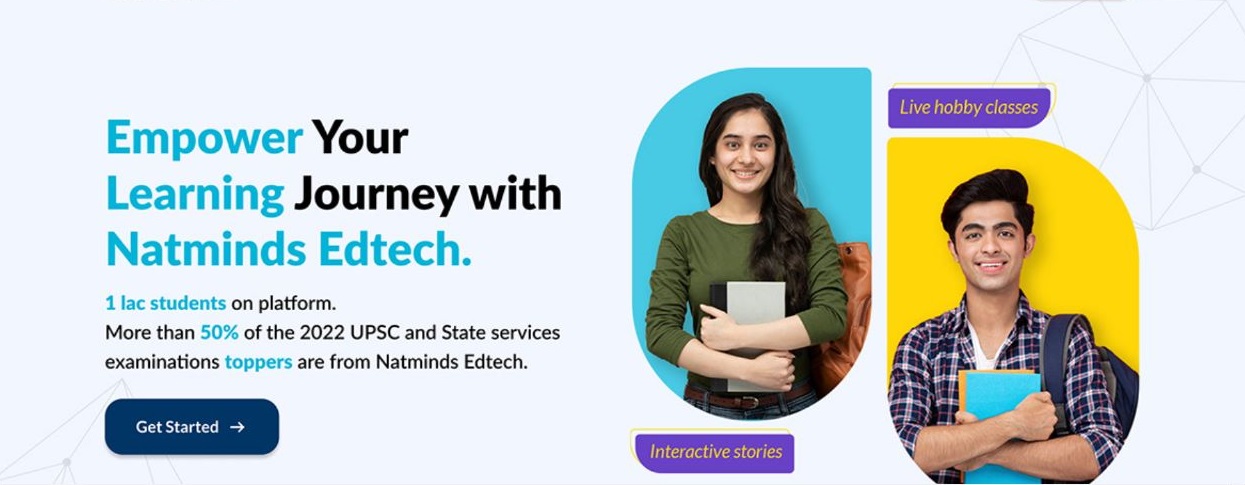 Empower Your
Learning Journey with
Natminds Edtech.
1 lac students on platform.
More than 50% of the 2022 UPSC and State services
examinations toppers are from Natminds Edtech.
Get Started →
Live hobby classes
Interactive stories